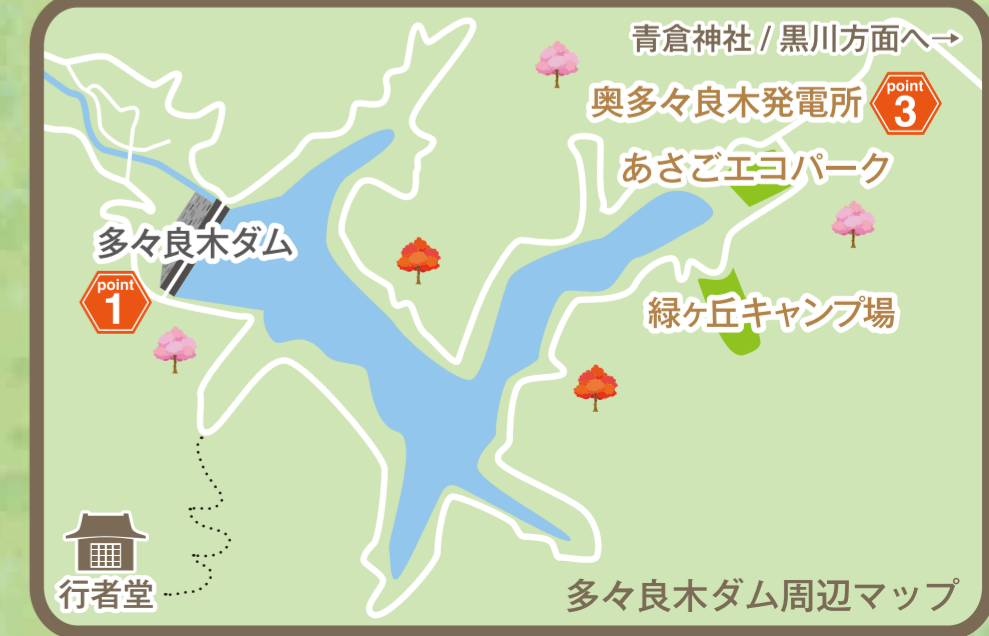 青倉神社 / 黒川方面へ→
奥多々良木発電所
point
3
あさごエコパーク
多々良木ダム
point
1
緑ヶ丘キャンプ場
行者堂
多々良木ダム周辺マップ